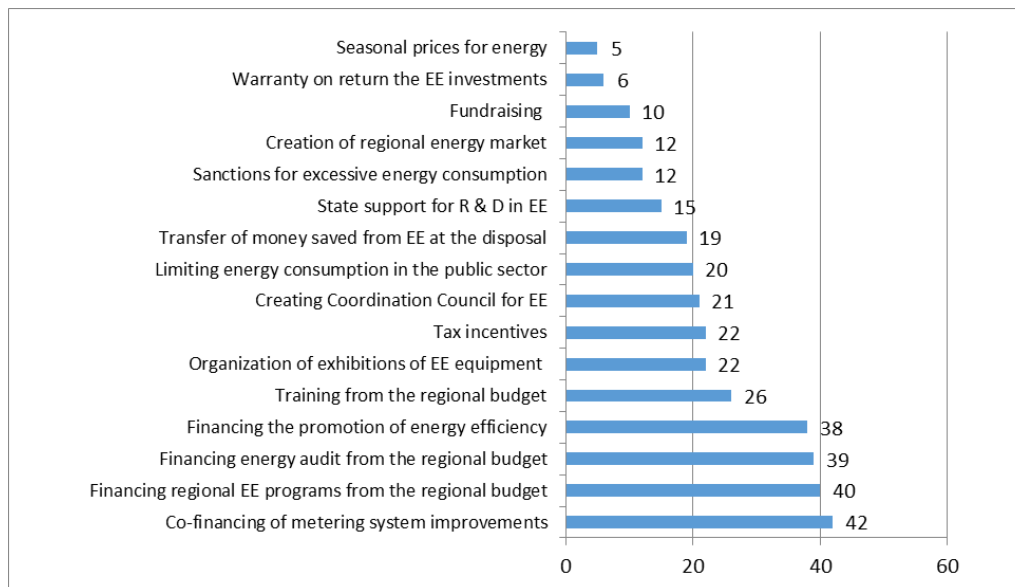 Seasonal prices for energy 5
Warranty on return the EE investments 6
Fundraising 10
Creation of regional energy market 12
Sanctions for excessive energy consumption 12
State support for R & D in EE 15
Transfer of money saved from EE at the disposal 19
Limiting energy consumption in the public sector 20
Creating Coordination Council for EE 21
Tax incentives 22
Organization of exhibitions of EE equipment 22
Training from the regional budget 26
Financing the promotion of energy efficiency 38
Financing energy audit from the regional budget 39
Financing regional EE programs from the regional budget 40
Co-financing of metering system improvements 42
0 20 40 60